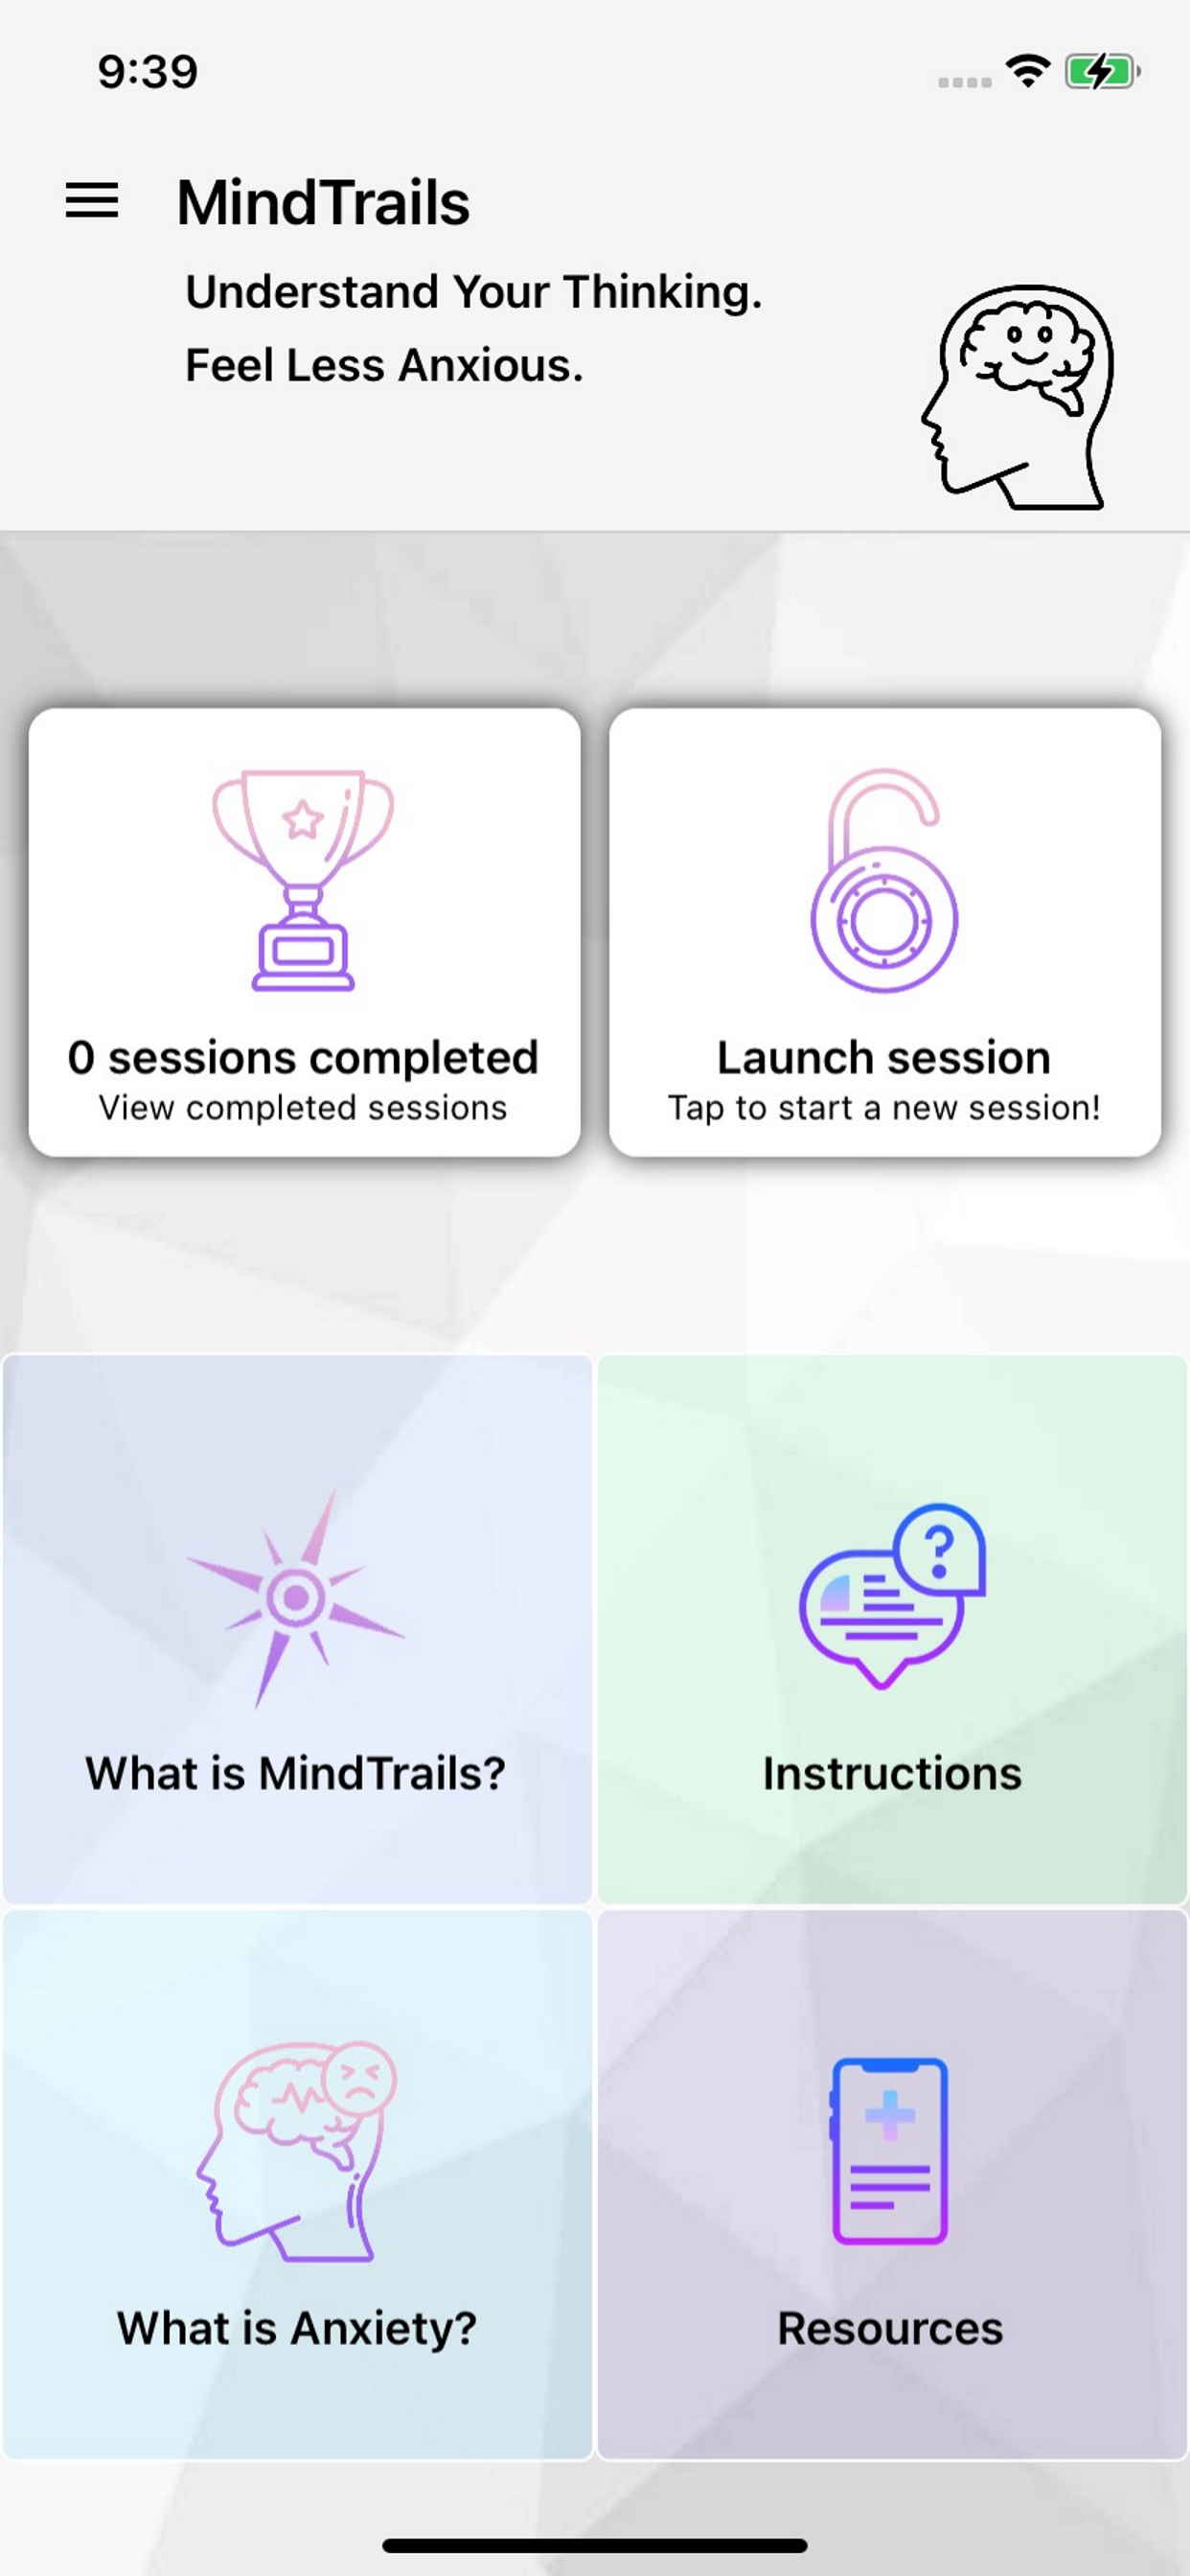 9:39
MindTrails
Understand Your Thinking.
Feel Less Anxious.
0 sessions completed
View completed sessions
Launch session
Tap to start a new session!
What is MindTrails?
Instructions
What is Anxiety?
Resources